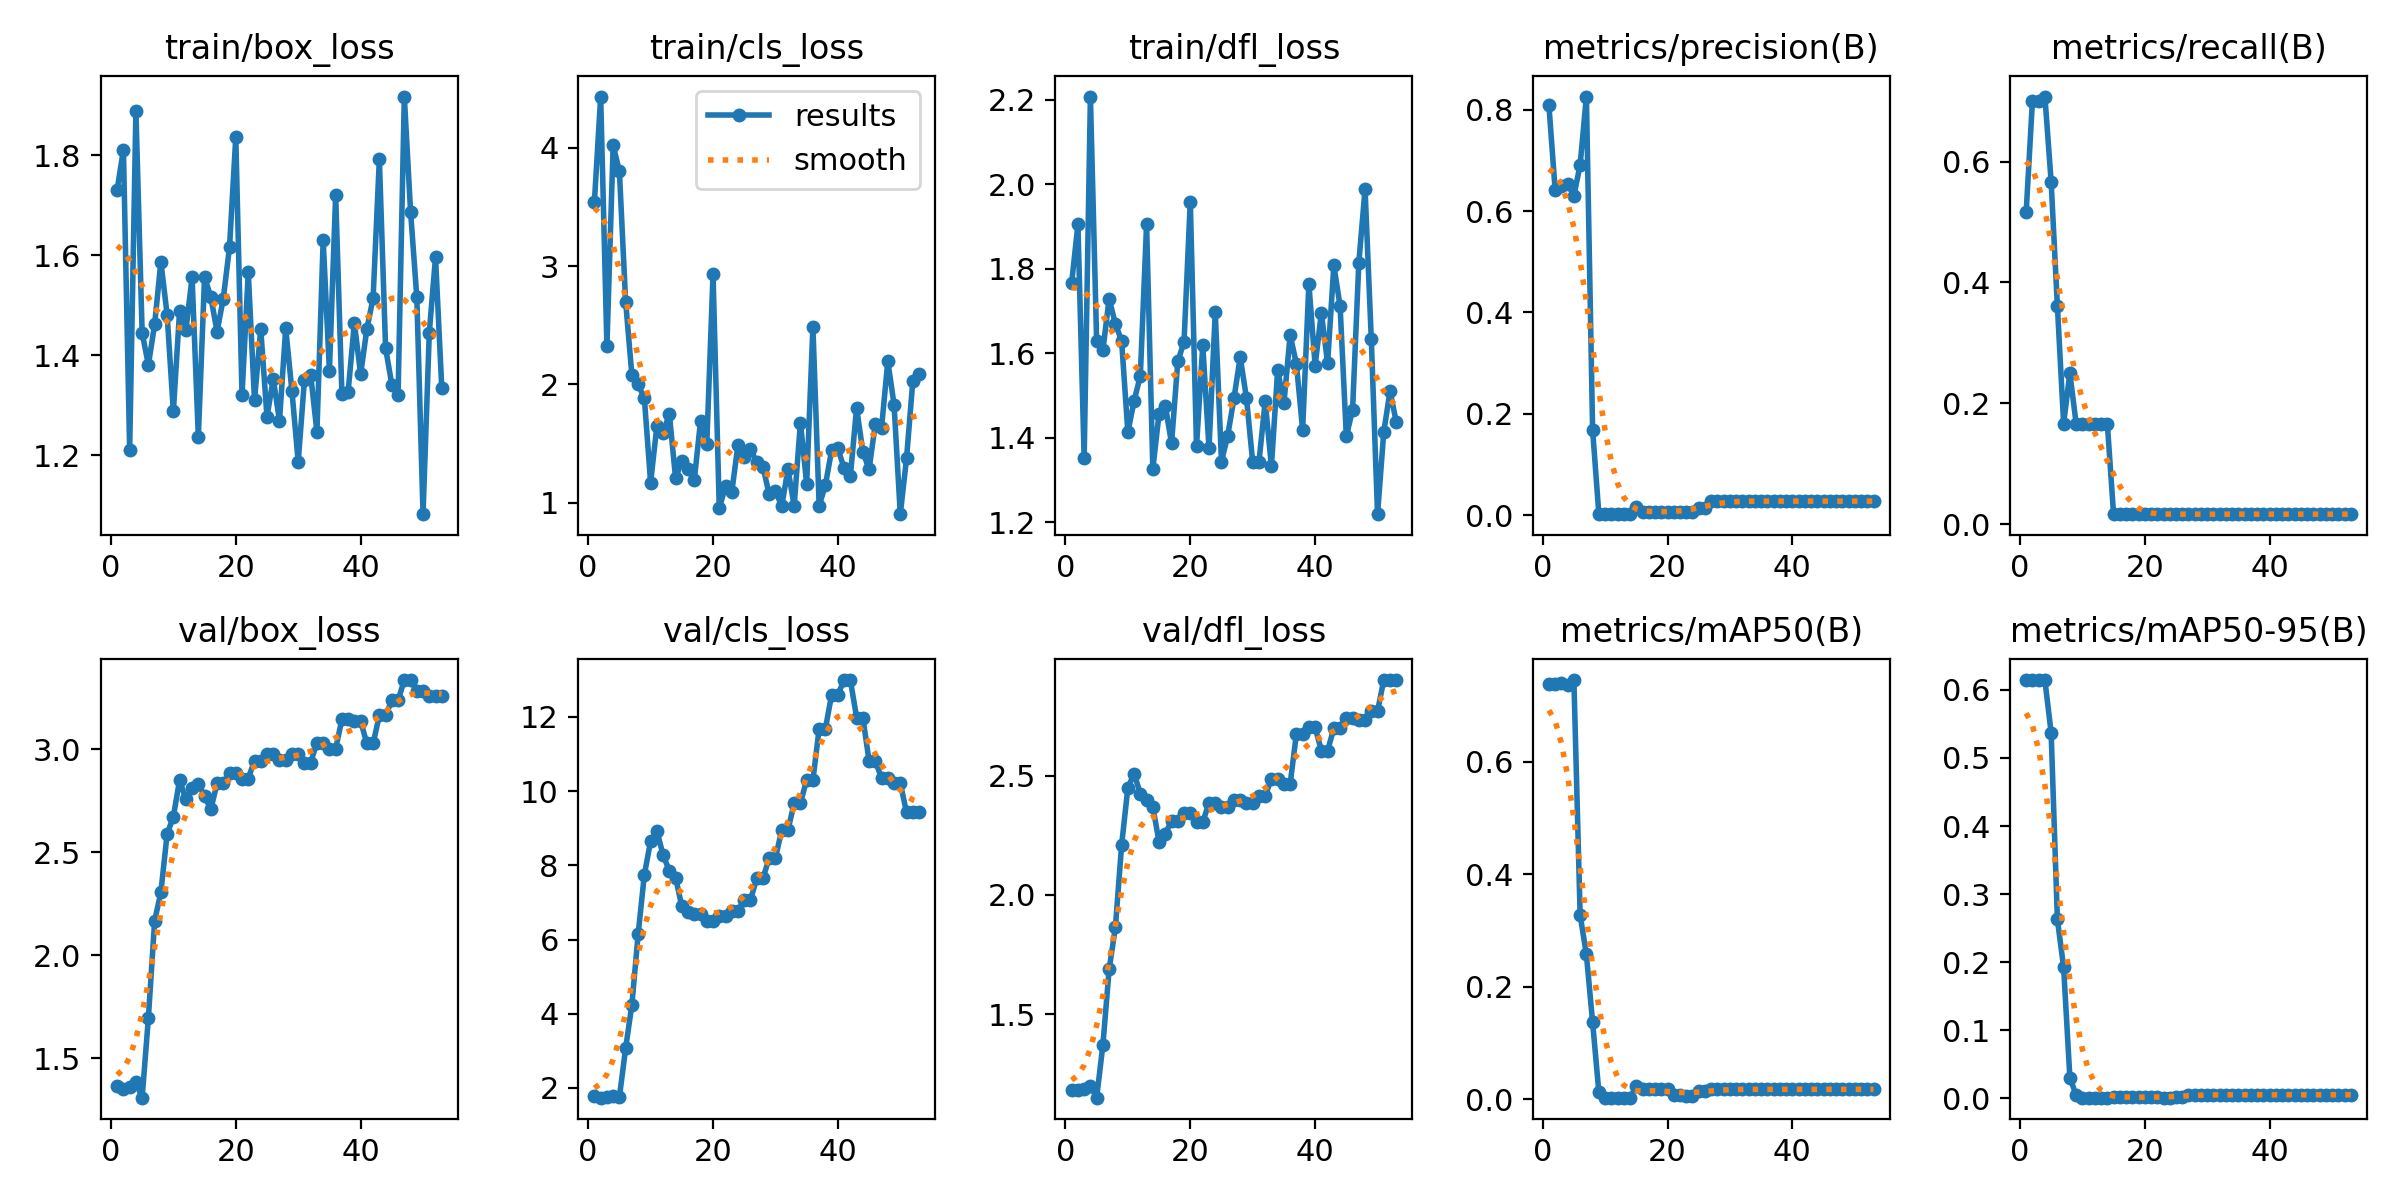 train/box_loss
1.8
1.6
1.4
1.2
0 20 40
train/cls_loss
results
smooth
4
3
2
1
0 20 40
train/dfl_loss
2.2
2.0
1.8
1.6
1.4
1.2
0 20 40
metrics/precision(B)
0.8
0.6
0.4
0.2
0.0
0 20 40
metrics/recall(B)
0.6
0.4
0.2
0.0
0 20 40
val/box_loss
3.0
2.5
2.0
1.5
0 20 40
val/cls_loss
12
10
8
6
4
2
0 20 40
val/dfl_loss
2.5
2.0
1.5
0 20 40
metrics/mAP50(B)
0.6
0.4
0.2
0.0
0 20 40
metrics/mAP50-95(B)
0.6
0.5
0.4
0.3
0.2
0.1
0.0
0 20 40